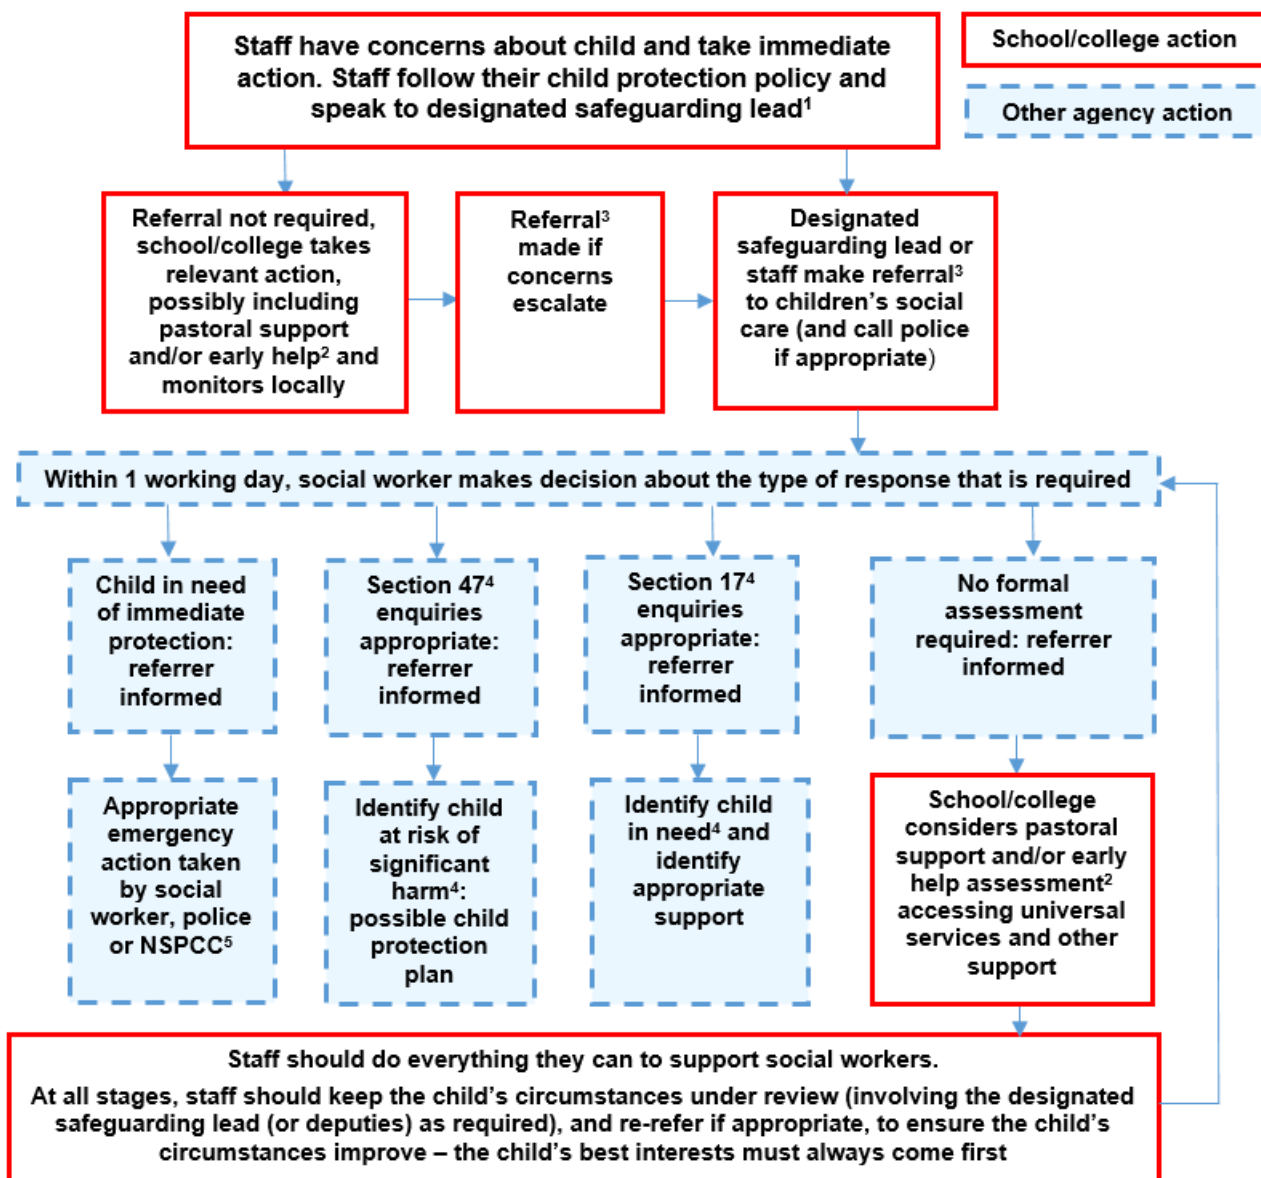 Staff have concerns about child and take immediate
action. Staff follow their child protection policy and
speak to designated safeguarding lead¹
School/college action
Other agency action
Referral not required,
school/college takes
relevant action,
possibly including
pastoral support
and/or early help² and
monitors locally
Referral³
made if
concerns
escalate
Designated
safeguarding lead or
staff make referral³
to children’s social
care (and call police
if appropriate)
Within 1 working day, social worker makes decision about the type of response that is required
Child in need
of immediate
protection:
referrer
informed
Section 47⁴
enquiries
appropriate:
referrer
informed
Section 17⁴
enquiries
appropriate:
referrer
informed
No formal
assessment
required: referrer
informed
Appropriate
emergency
action taken
by social
worker, police
or NSPCC⁵
Identify child
at risk of
significant
harm⁴:
possible child
protection
plan
Identify child
in need⁴ and
identify
appropriate
support
School/college
considers pastoral
support and/or early
help assessment²
accessing universal
services and other
support
Staff should do everything they can to support social workers.
At all stages, staff should keep the child’s circumstances under review (involving the designated
safeguarding lead (or deputies) as required), and re-refer if appropriate, to ensure the child’s
circumstances improve – the child’s best interests must always come first